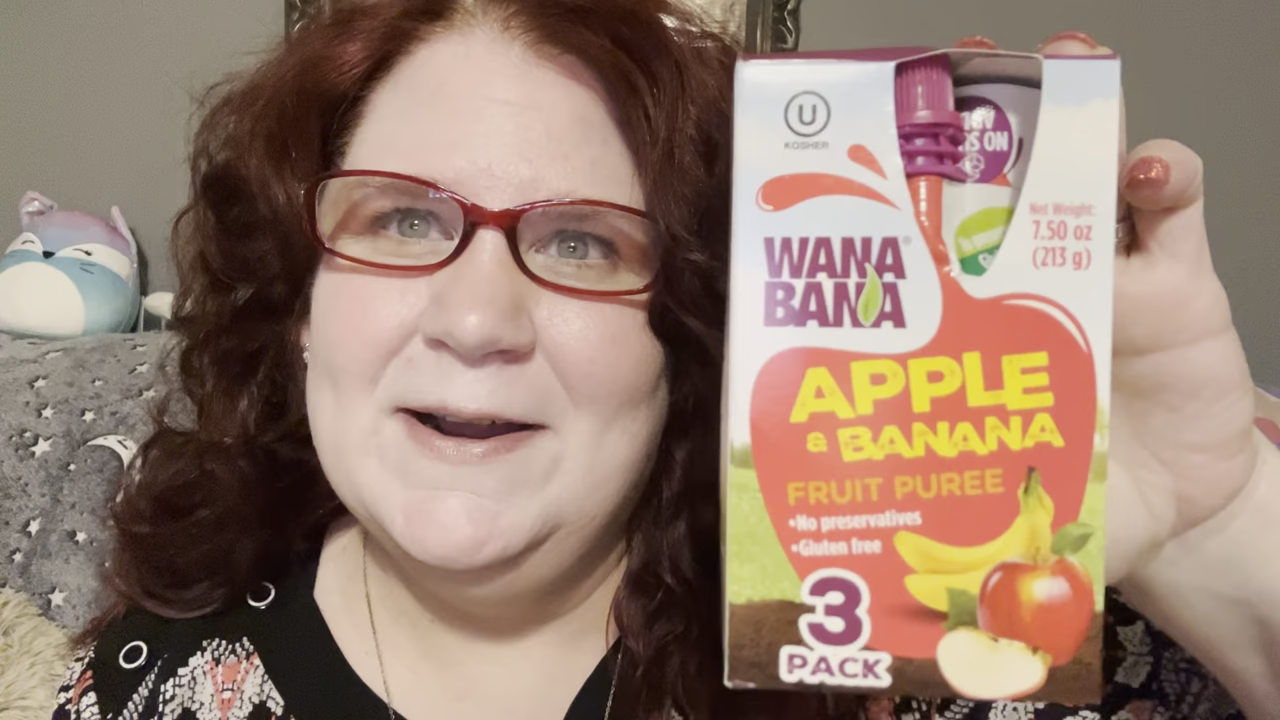 U
KOSHER
WANA®
BANA
Net Weight:
7.50 oz
(213 g)
APPLE
& BANANA
FRUIT PUREE
•No preservatives
•Gluten free
3
PACK